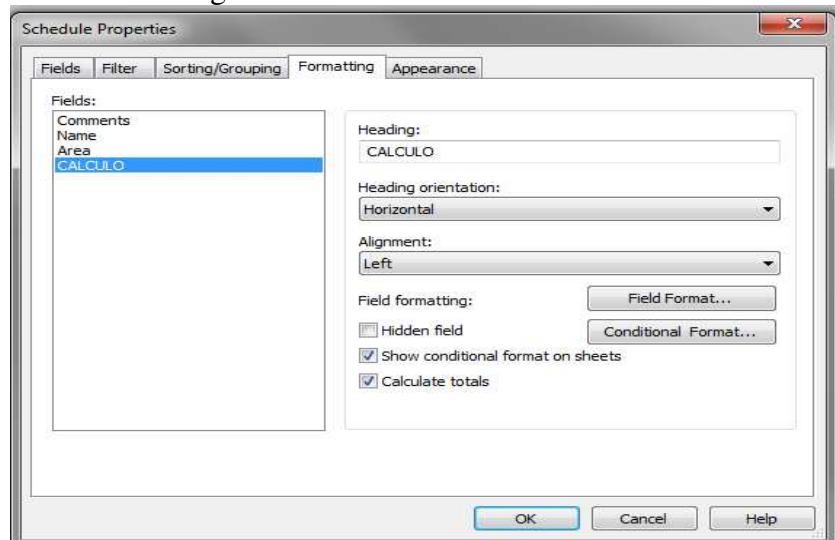 Schedule Properties
Fields Filter Sorting/Grouping Formatting Appearance
Fields:
Comments
Name
Area
CALCULO
Heading:
CALCULO
Heading orientation:
Horizontal
Alignment:
Left
Field formatting:
Field Format...
Hidden field
Conditional Format...
Show conditional format on sheets
Calculate totals
OK Cancel Help